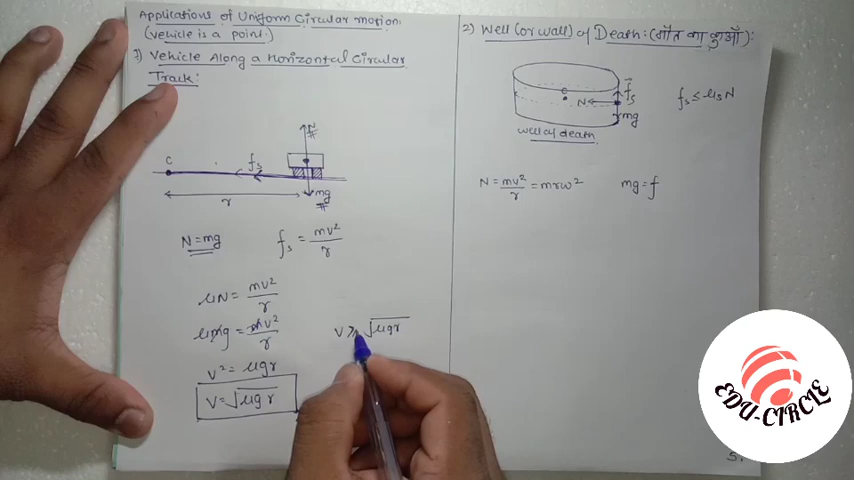 Applications of Uniform Circular motion:
(vehicle is a point.)
1) Vehicle Along a Horizontal Circular
Track:
N
fs
C
mg
r
N=mg
fs = mv²/r
μN = mv²/r
μmg = mv²/r
v² = μgr
V = √μgr
V ≥ √μgr
2) Well (or wall) of Death: (मौत का कुआँ):
C
N
fs
mg
well of death
fs ≤ μsN
N = mv²/r = mrω²
mg = f
EDU-CIRCLE